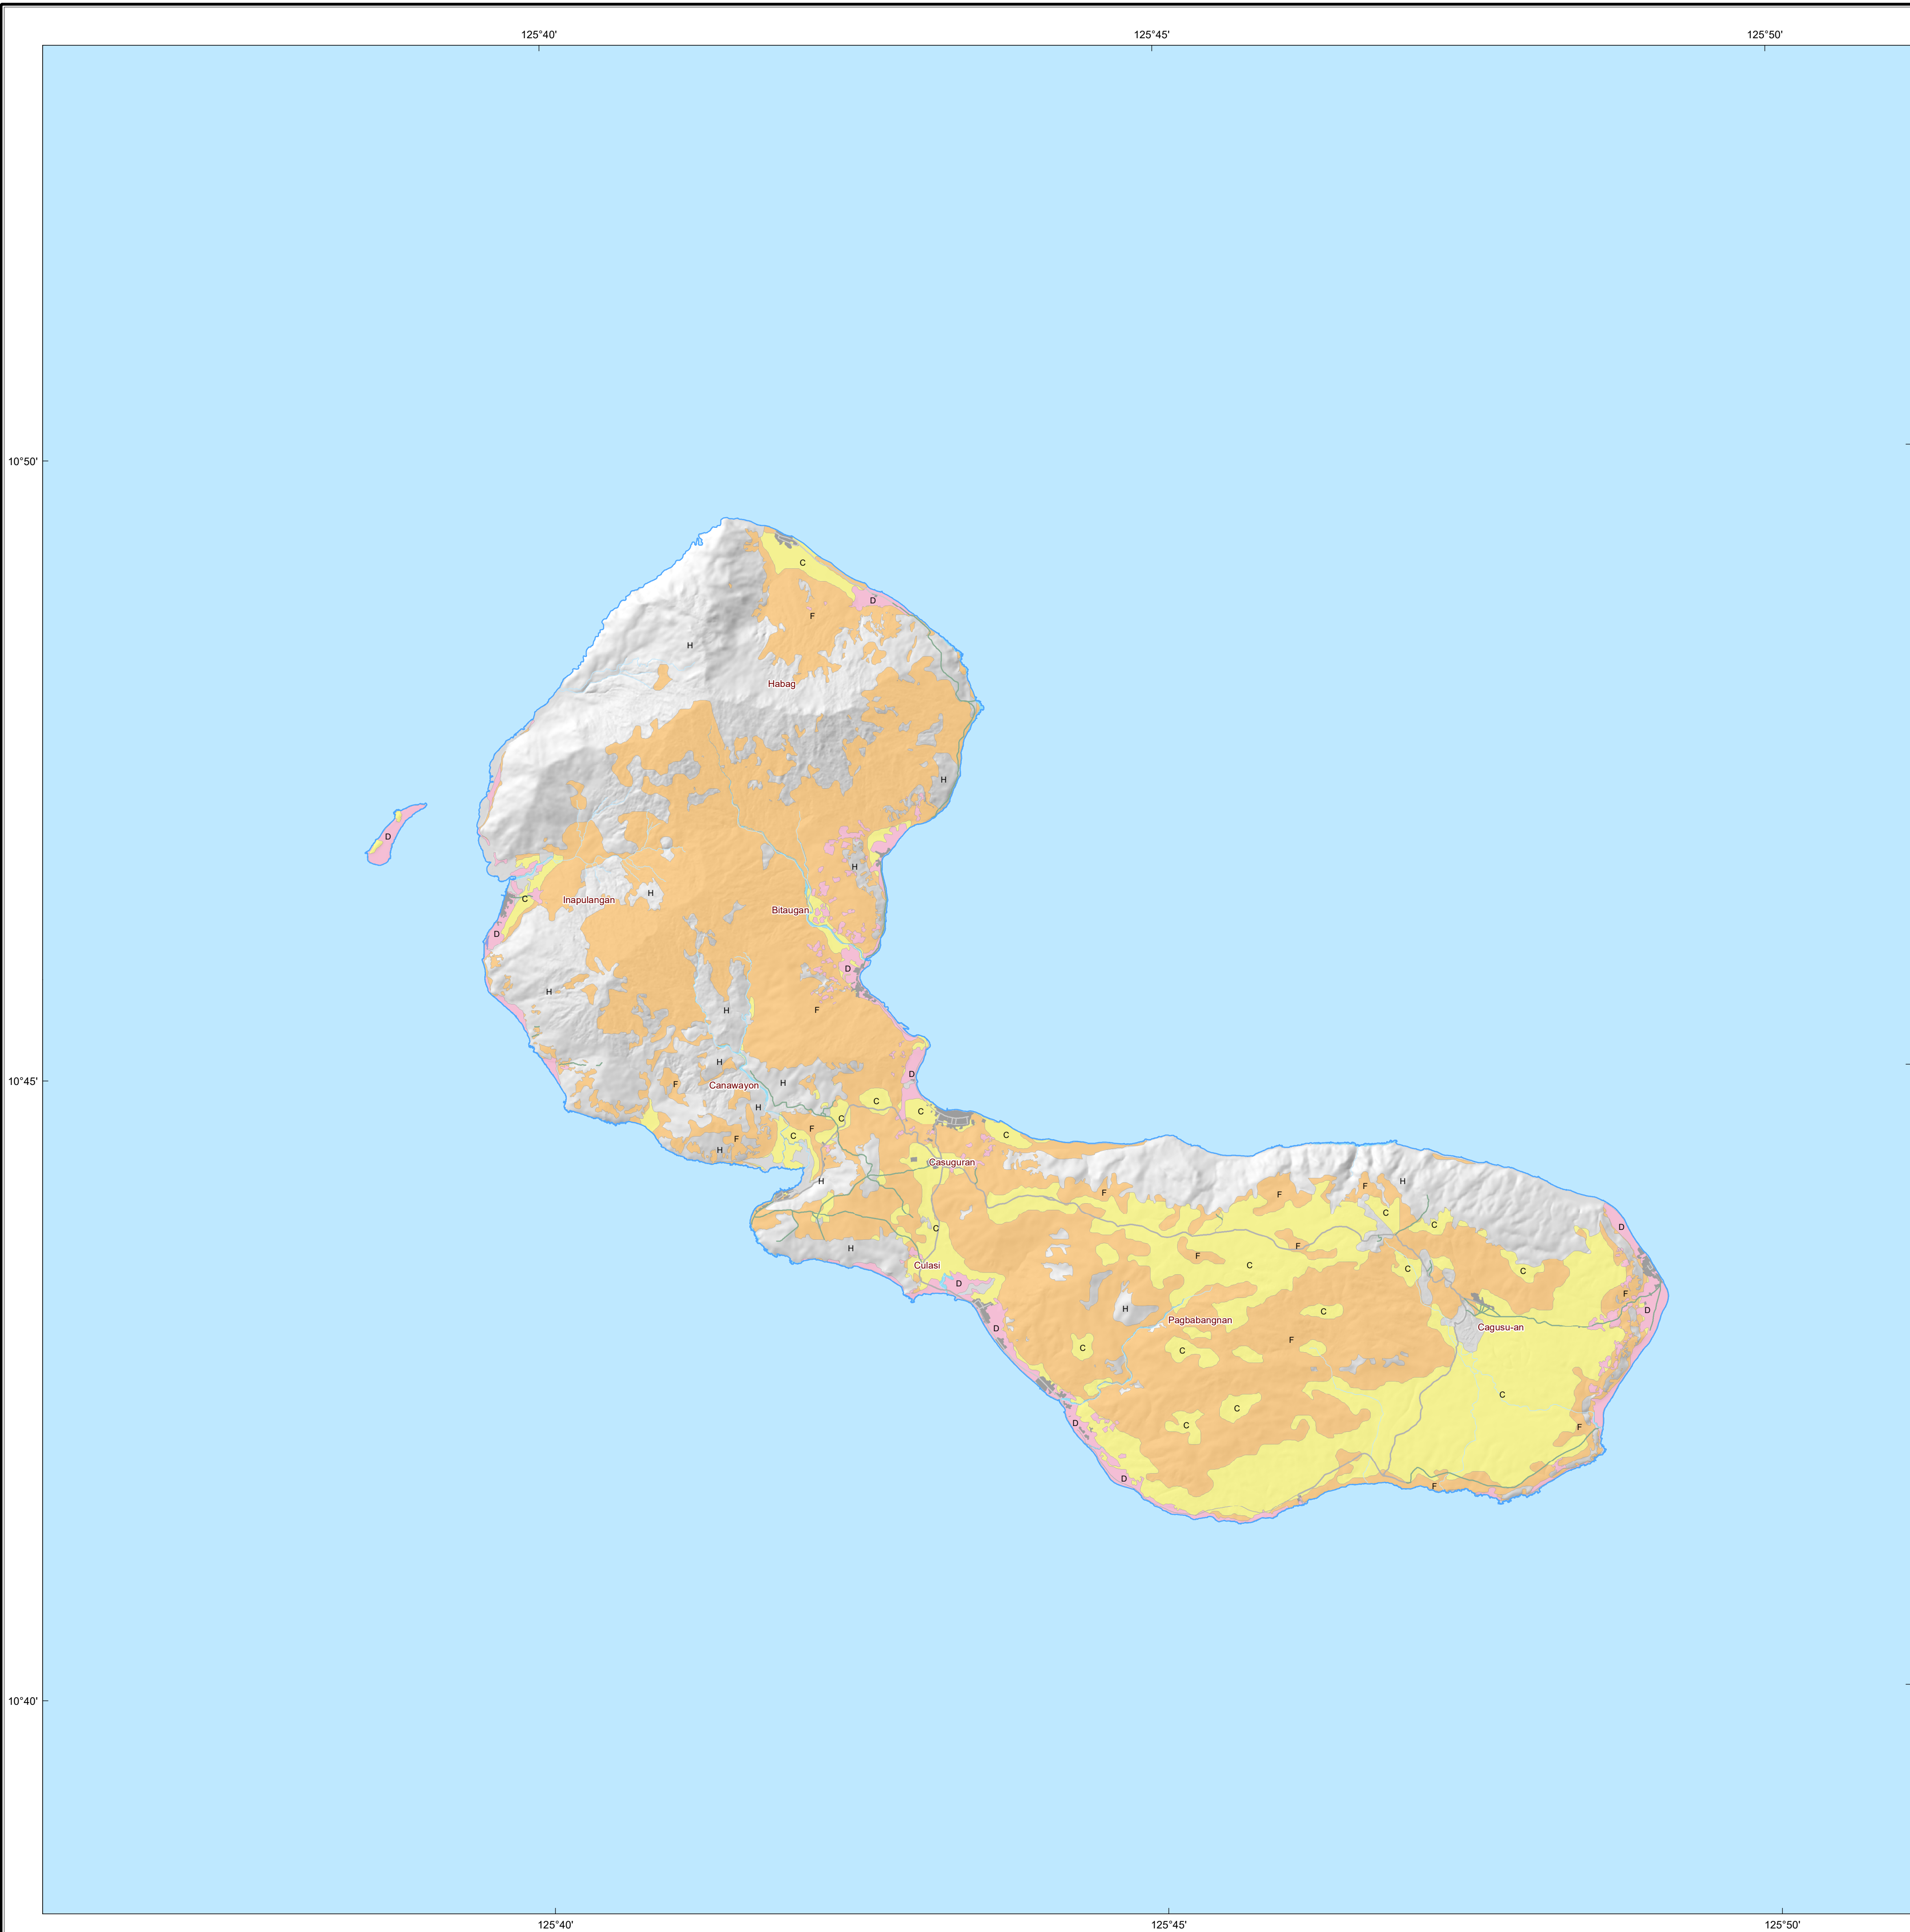 125°40' 125°45' 125°50'
10°50'
C
D
F
H
Habag
H
D
H
H
C
Inapulangan
Bitaugan
D
D
H
H
F
H
D
H
F
Canawayon
C
H
C
C
F
C
C
F
H
Casuguran
H
F
F
F
H
C
D
C
C
H
F
F
C
Culasi
C
C
D
F
H
D
C
Pagbabangnan
Cagusu-an
D
F
C
C
C
C
D
C
F
D
F
10°45'
10°40'
125°40' 125°45' 125°50'